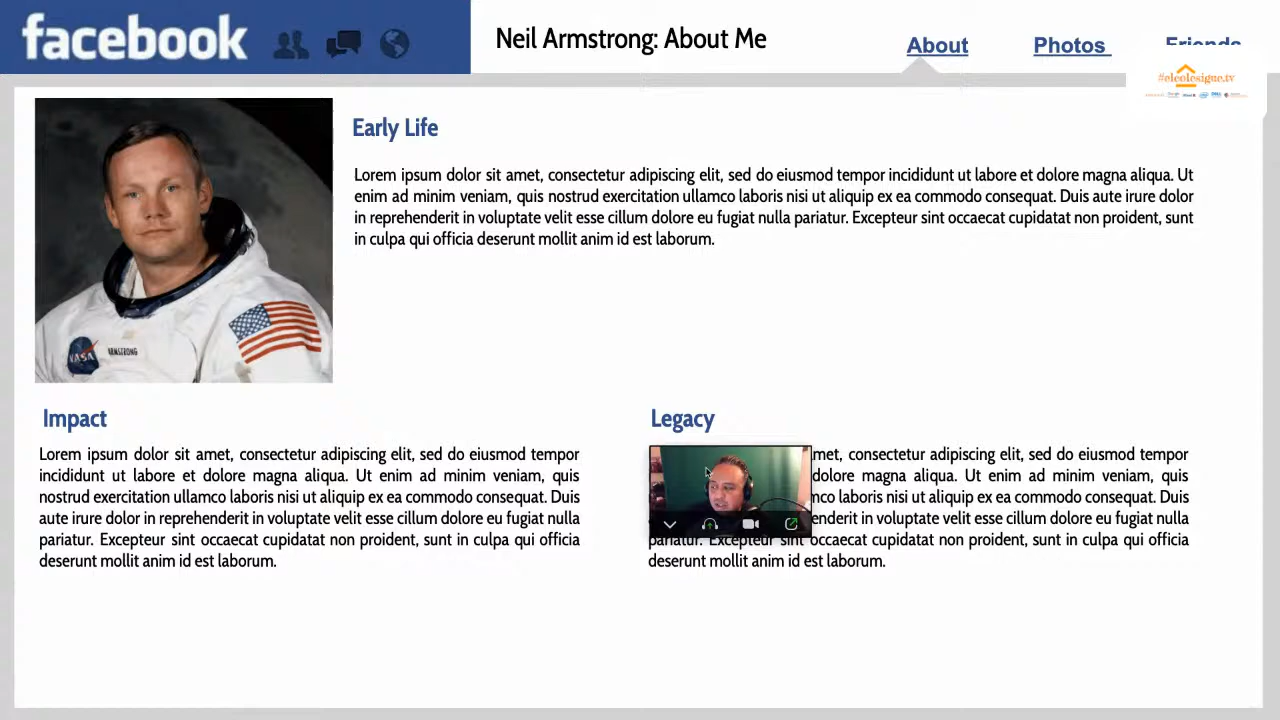 facebook
Neil Armstrong: About Me
About
Photos
Friends
#eleolesigue.tv
Early Life
Lorem ipsum dolor sit amet, consectetur adipiscing elit, sed do eiusmod tempor incididunt ut labore et dolore magna aliqua. Ut
enim ad minim veniam, quis nostrud exercitation ullamco laboris nisi ut aliquip ex ea commodo consequat. Duis aute irure dolor
in reprehenderit in voluptate velit esse cillum dolore eu fugiat nulla pariatur. Excepteur sint occaecat cupidatat non proident, sunt
in culpa qui officia deserunt mollit anim id est laborum.
NASA
ARMSTRONG
Impact
Lorem ipsum dolor sit amet, consectetur adipiscing elit, sed do eiusmod tempor
incididunt ut labore et dolore magna aliqua. Ut enim ad minim veniam, quis
nostrud exercitation ullamco laboris nisi ut aliquip ex ea commodo consequat. Duis
aute irure dolor in reprehenderit in voluptate velit esse cillum dolore eu fugiat nulla
pariatur. Excepteur sint occaecat cupidatat non proident, sunt in culpa qui officia
deserunt mollit anim id est laborum.
Legacy
met, consectetur adipiscing elit, sed do eiusmod tempor
dolore magna aliqua. Ut enim ad minim veniam, quis
mco laboris nisi ut aliquip ex ea commodo consequat. Duis
enderit in voluptate velit esse cillum dolore eu fugiat nulla
pariatur. Excepteur sint occaecat cupidatat non proident, sunt in culpa qui officia
deserunt mollit anim id est laborum.